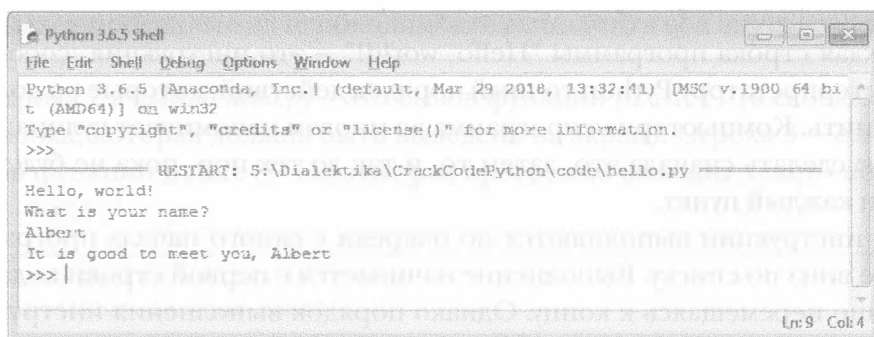 Python 3.6.5 Shell
File Edit Shell Debug Options Window Help
Python 3.6.5 |Anaconda, Inc.| (default, Mar 29 2018, 13:32:41) [MSC v.1900 64 bi
t (AMD64)] on win32
Type "copyright", "credits" or "license()" for more information.
>>>
RESTART: S:\Dialektika\CrackCodePython\code\hello.py
Hello, world!
What is your name?
Albert
It is good to meet you, Albert
>>>
Ln: 9 Col: 4